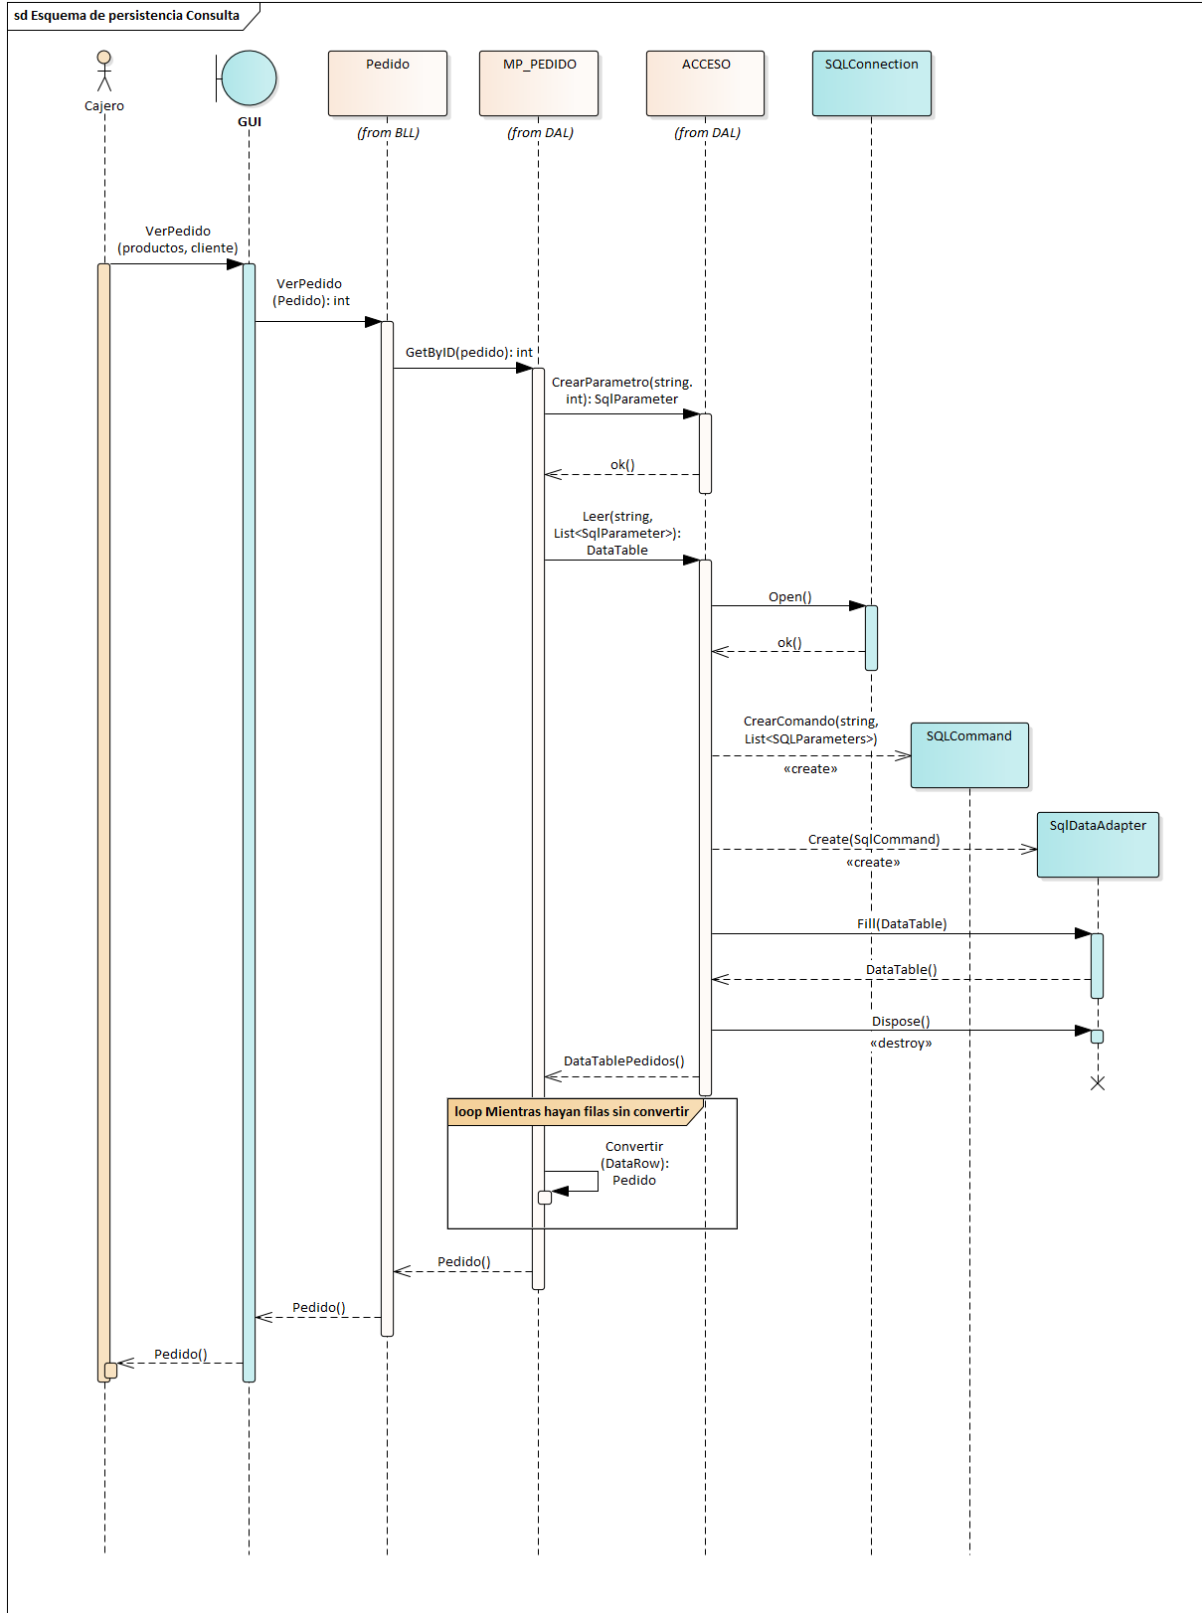 sd Esquema de persistencia Consulta
Cajero
GUI
Pedido
(from BLL)
MP_PEDIDO
(from DAL)
ACCESO
(from DAL)
SQLConnection
VerPedido
(productos, cliente)
VerPedido
(Pedido): int
GetByID(pedido): int
CrearParametro(string.
int): SqlParameter
ok()
Leer(string,
List<SqlParameter>):
DataTable
Open()
ok()
CrearComando(string,
List<SQLParameters>)
«create»
SQLCommand
SqlDataAdapter
Create(SqlCommand)
«create»
Fill(DataTable)
DataTable()
Dispose()
«destroy»
DataTablePedidos()
loop Mientras hayan filas sin convertir
Convertir
(DataRow):
Pedido
Pedido()
Pedido()
Pedido()